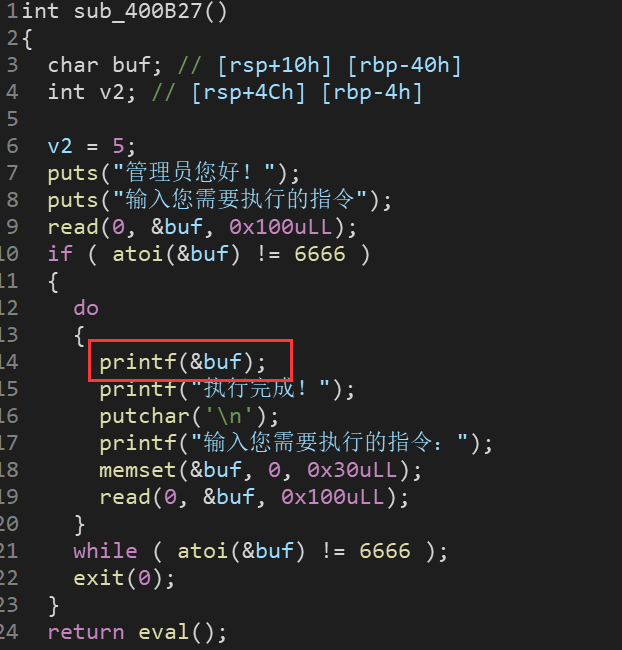 1 int sub_400B27()
2 {
3 char buf; // [rsp+10h] [rbp-40h]
4 int v2; // [rsp+4Ch] [rbp-4h]
5
6 v2 = 5;
7 puts("管理员您好！");
8 puts("输入您需要执行的指令");
9 read(0, &buf, 0x100uLL);
10 if ( atoi(&buf) != 6666 )
11 {
12 do
13 {
14 printf(&buf);
15 printf("执行完成！");
16 putchar('\n');
17 printf("输入您需要执行的指令：");
18 memset(&buf, 0, 0x30uLL);
19 read(0, &buf, 0x100uLL);
20 }
21 while ( atoi(&buf) != 6666 );
22 exit(0);
23 }
24 return eval();